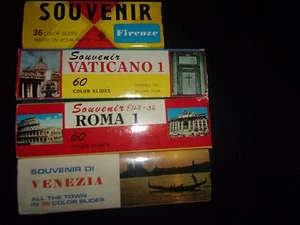 SOUVENIR
36 COLOR SLIDES
Firenze
Souvenir
VATICANO 1
60
COLOR SLIDES
Souvenir
ROMA 1
60
COLOR SLIDES
SOUVENIR DI
VENEZIA
ALL THE TOWN
IN 36 COLOR SLIDES